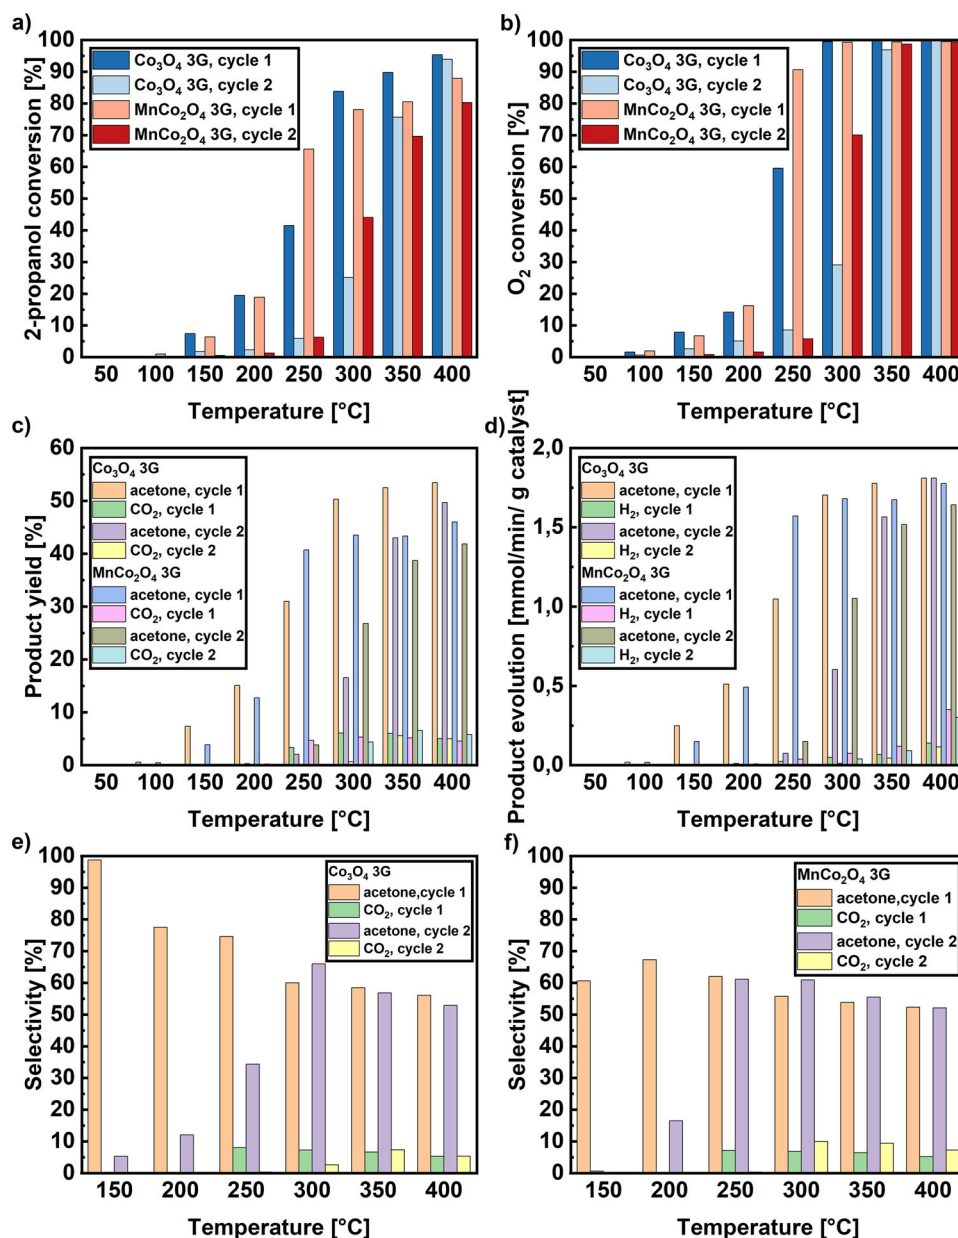 a)
2-propanol conversion [%]
100
90
80
70
60
50
40
30
20
10
0
Co₃O₄ 3G, cycle 1
Co₃O₄ 3G, cycle 2
MnCo₂O₄ 3G, cycle 1
MnCo₂O₄ 3G, cycle 2
50 100 150 200 250 300 350 400
Temperature [°C]
b)
O₂ conversion [%]
100
90
80
70
60
50
40
30
20
10
0
Co₃O₄ 3G, cycle 1
Co₃O₄ 3G, cycle 2
MnCo₂O₄ 3G, cycle 1
MnCo₂O₄ 3G, cycle 2
50 100 150 200 250 300 350 400
Temperature [°C]
c)
Product yield [%]
60
50
40
30
20
10
0
Co₃O₄ 3G
acetone, cycle 1
CO₂, cycle 1
acetone, cycle 2
CO₂, cycle 2
MnCo₂O₄ 3G
acetone, cycle 1
CO₂, cycle 1
acetone, cycle 2
CO₂, cycle 2
50 100 150 200 250 300 350 400
Temperature [°C]
d)
Product evolution [mmol/min/ g catalyst]
2,0
1,5
1,0
0,5
0,0
Co₃O₄ 3G
acetone, cycle 1
H₂, cycle 1
acetone, cycle 2
H₂, cycle 2
MnCo₂O₄ 3G
acetone, cycle 1
H₂, cycle 1
acetone, cycle 2
H₂, cycle 2
50 100 150 200 250 300 350 400
Temperature [°C]
e)
Selectivity [%]
100
90
80
70
60
50
40
30
20
10
0
Co₃O₄ 3G
acetone,cycle 1
CO₂, cycle 1
acetone, cycle 2
CO₂, cycle 2
150 200 250 300 350 400
Temperature [°C]
f)
Selectivity [%]
100
90
80
70
60
50
40
30
20
10
0
MnCo₂O₄ 3G
acetone,cycle 1
CO₂, cycle 1
acetone, cycle 2
CO₂, cycle 2
150 200 250 300 350 400
Temperature [°C]